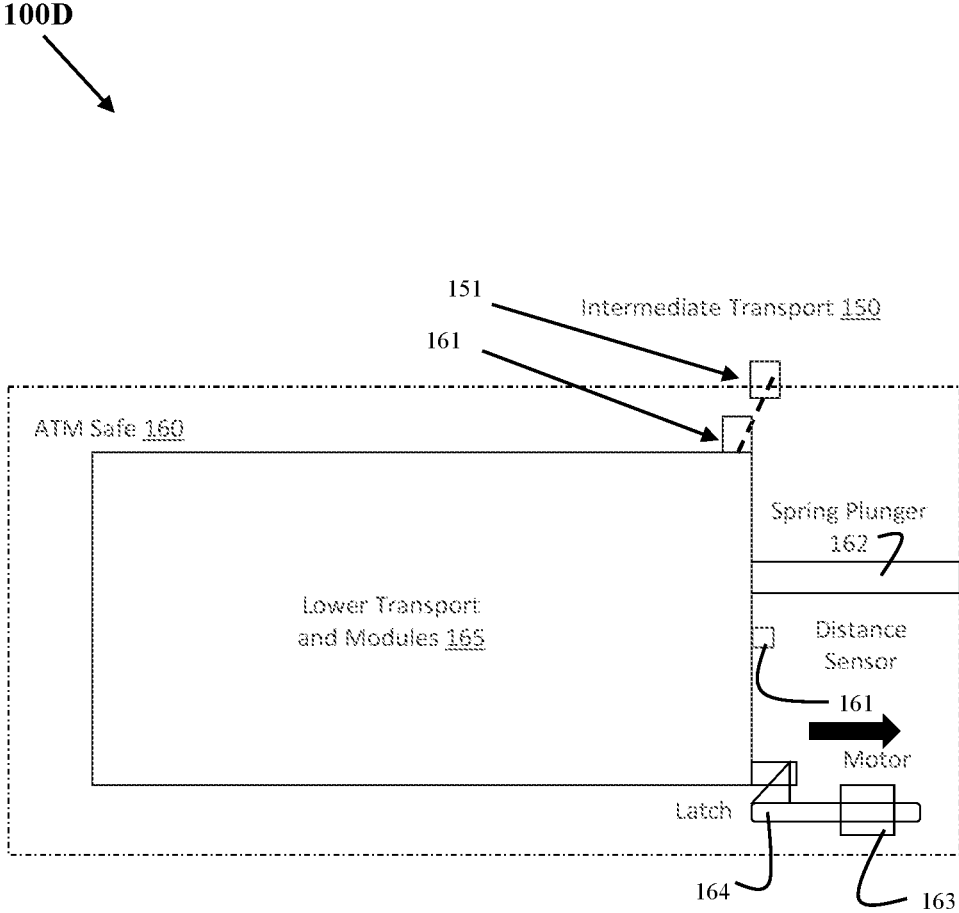 100D
151
Intermediate Transport 150
161
ATM Safe 160
Spring Plunger
162
Lower Transport
and Modules 165
Distance
Sensor
161
Motor
Latch
164
163